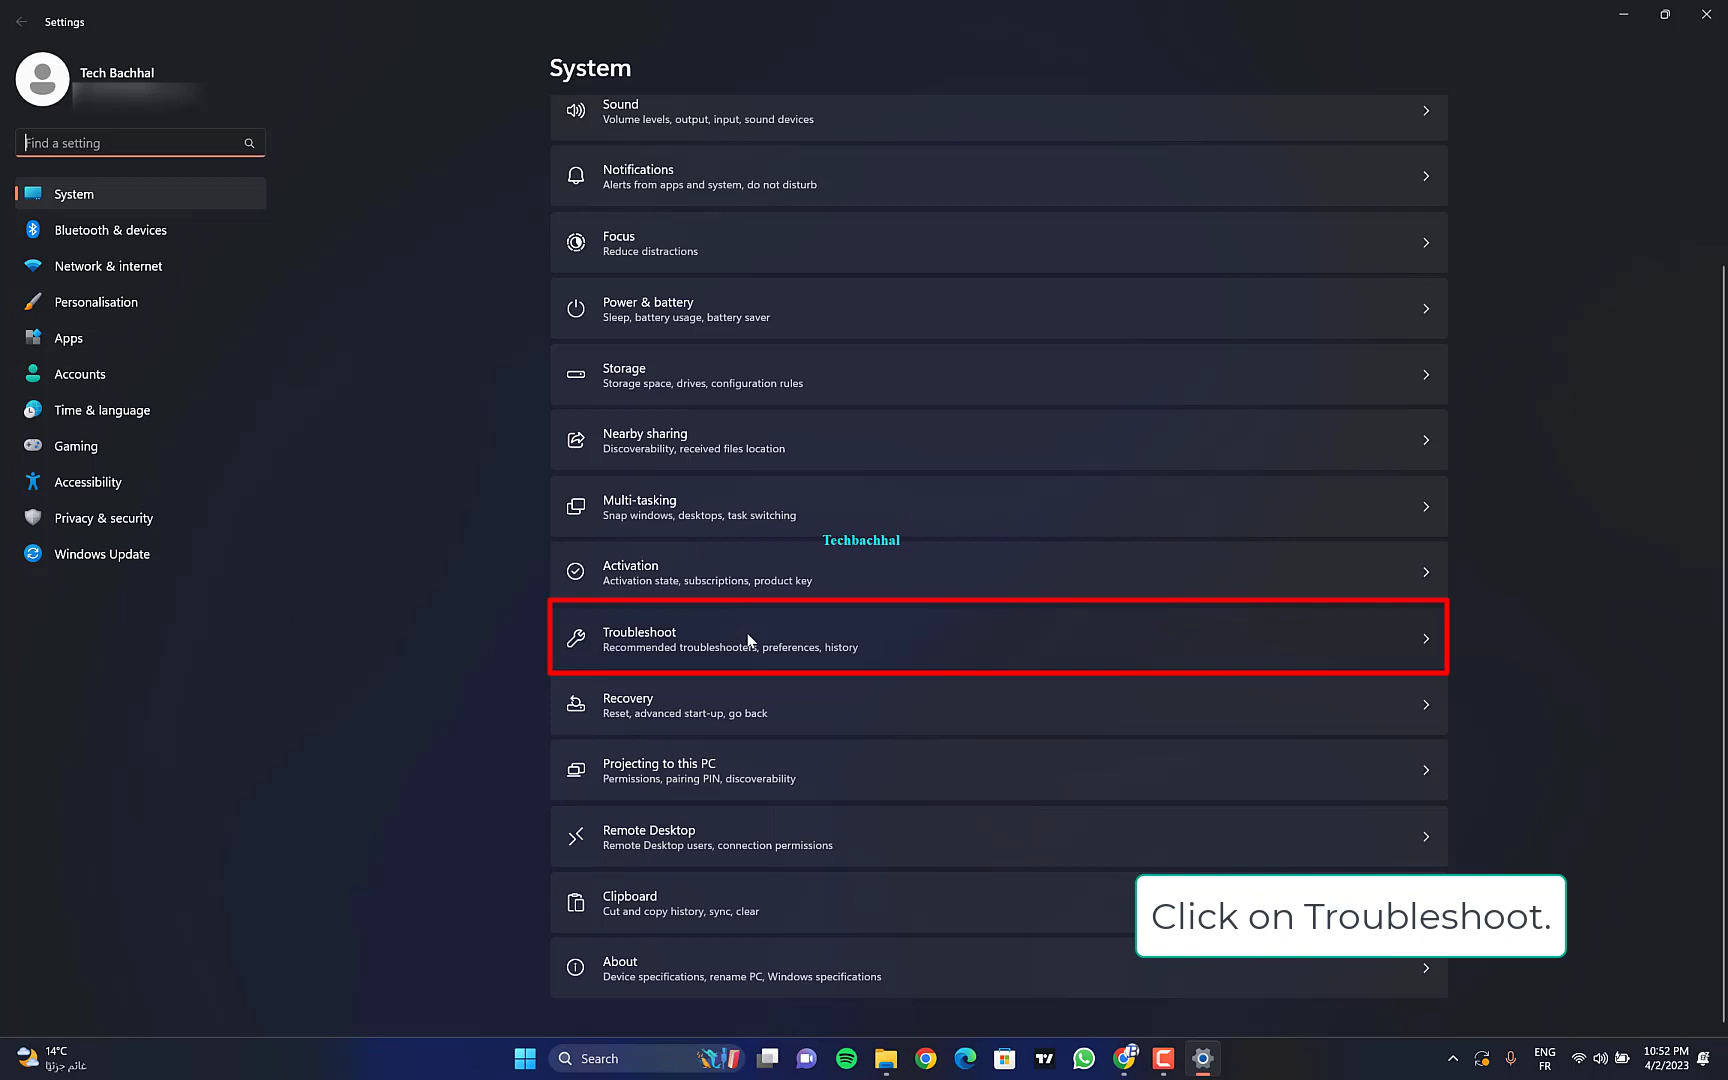 Settings
Tech Bachhal
Find a setting
System
Bluetooth & devices
Network & internet
Personalisation
Apps
Accounts
Time & language
Gaming
Accessibility
Privacy & security
Windows Update
System
Sound
Volume levels, output, input, sound devices
Notifications
Alerts from apps and system, do not disturb
Focus
Reduce distractions
Power & battery
Sleep, battery usage, battery saver
Storage
Storage space, drives, configuration rules
Nearby sharing
Discoverability, received files location
Multi-tasking
Snap windows, desktops, task switching
Techbachhal
Activation
Activation state, subscriptions, product key
Troubleshoot
Recommended troubleshooters, preferences, history
Recovery
Reset, advanced start-up, go back
Projecting to this PC
Permissions, pairing PIN, discoverability
Remote Desktop
Remote Desktop users, connection permissions
Clipboard
Cut and copy history, sync, clear
Click on Troubleshoot.
About
Device specifications, rename PC, Windows specifications
14°C
غائم جزئيًا
Search
ENG
FR
10:52 PM
4/2/2023